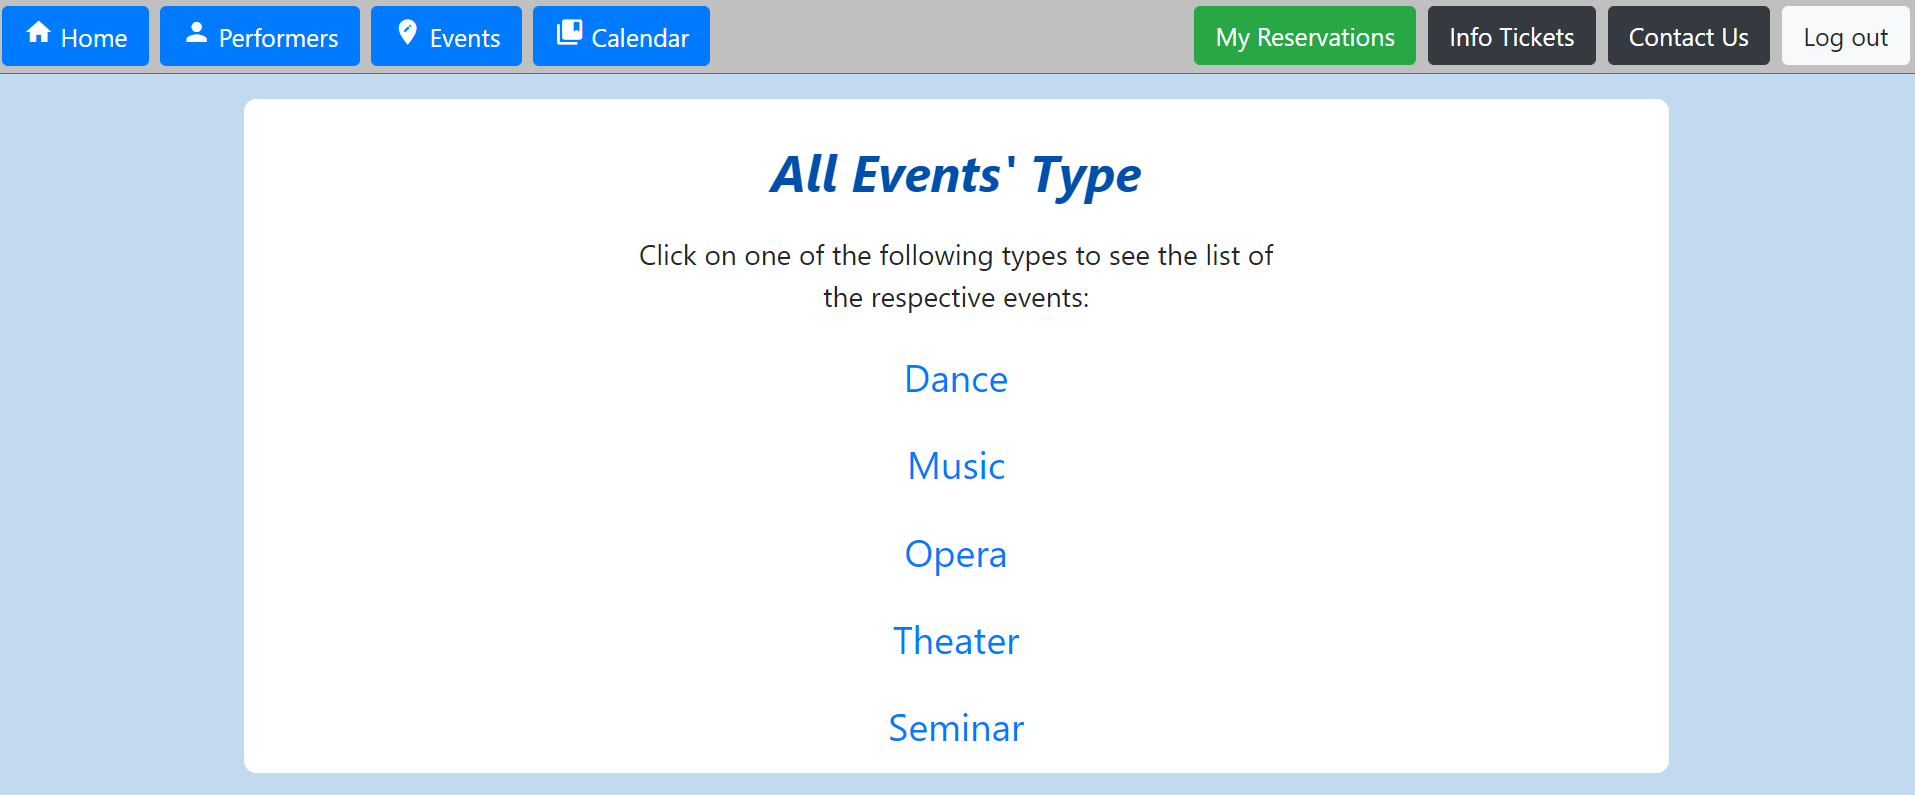 Home Performers Events Calendar My Reservations Info Tickets Contact Us Log out
All Events' Type
Click on one of the following types to see the list of
the respective events:
Dance
Music
Opera
Theater
Seminar